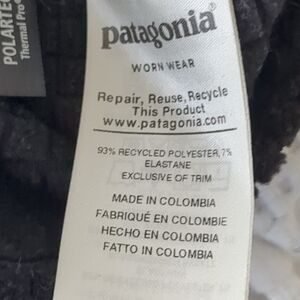 POLARTEC
Thermal Pro
patagonia®
WORN WEAR
Repair, Reuse, Recycle
This Product
www.patagonia.com
93% RECYCLED POLYESTER, 7%
ELASTANE
EXCLUSIVE OF TRIM
MADE IN COLOMBIA
FABRIQUÉ EN COLOMBIE
HECHO EN COLOMBIA
FATTO IN COLOMBIA